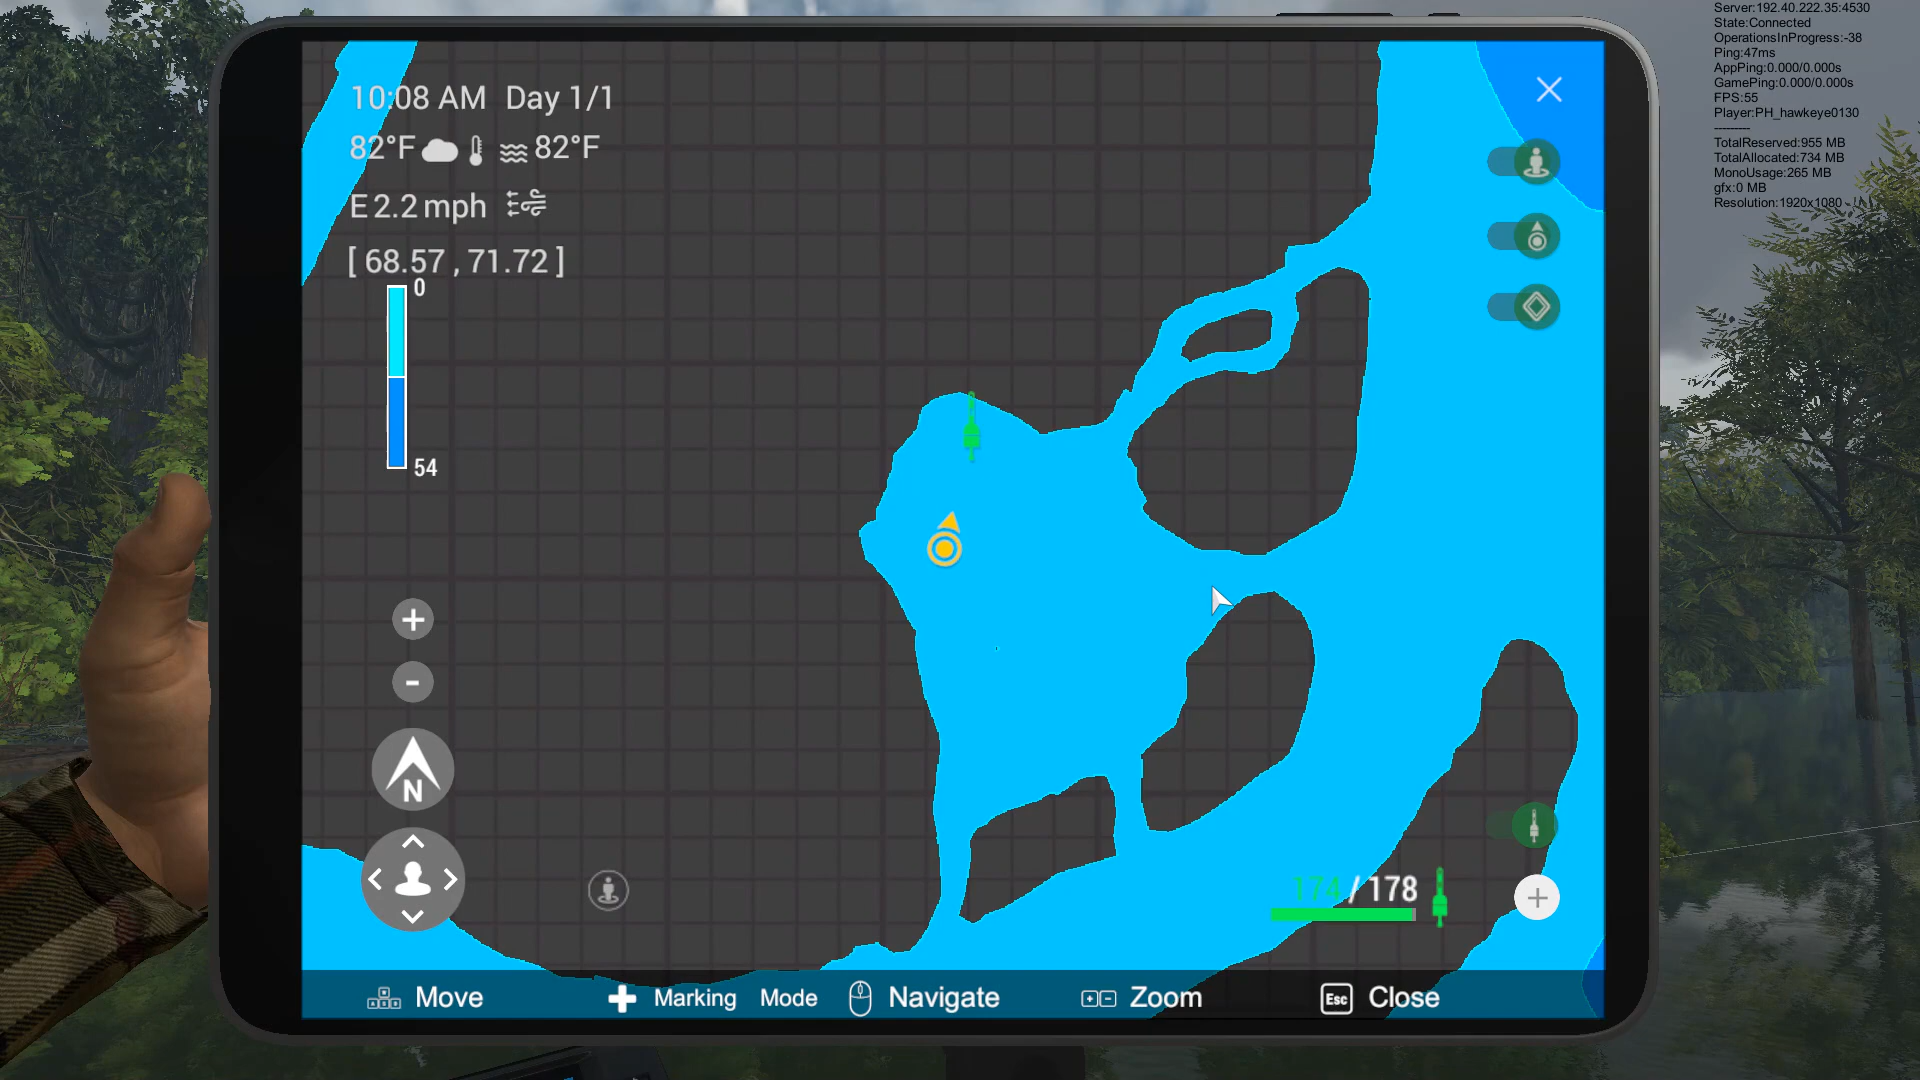 Server:192.40.222.35:4530
State:Connected
OperationsInProgress:-38
Ping:47ms
AppPing:0.000/0.000s
GamePing:0.000/0.000s
FPS:55
Player:PH_hawkeye0130
---------
TotalReserved:955 MB
TotalAllocated:734 MB
MonoUsage:265 MB
gfx:0 MB
Resolution:1920x1080
10:08 AM Day 1/1
82°F 82°F
E 2.2 mph
[ 68.57 , 71.72 ]
0
54
+
-
N
174 / 178
+
Move
Marking Mode
Navigate
Zoom
Esc Close